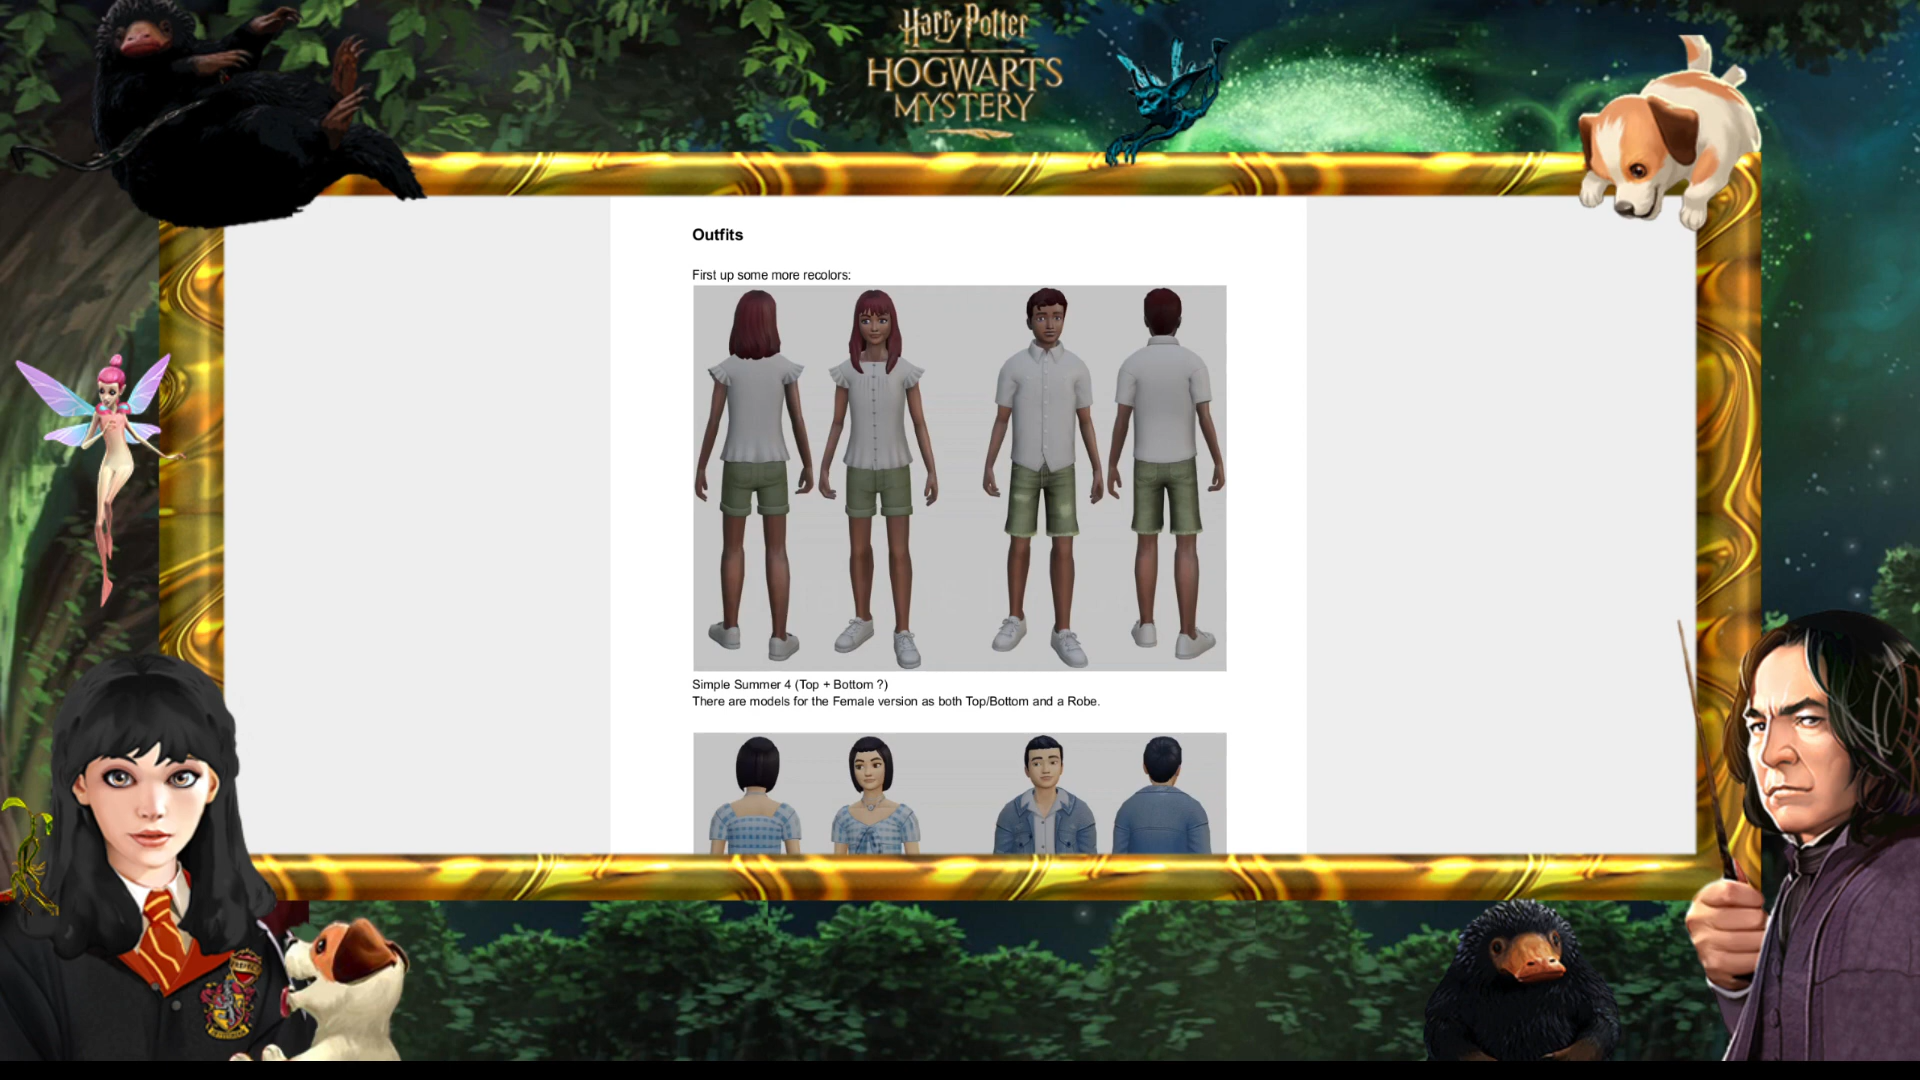 Harry Potter
HOGWARTS
MYSTERY
Outfits
First up some more recolors:
Simple Summer 4 (Top + Bottom ?)
There are models for the Female version as both Top/Bottom and a Robe.